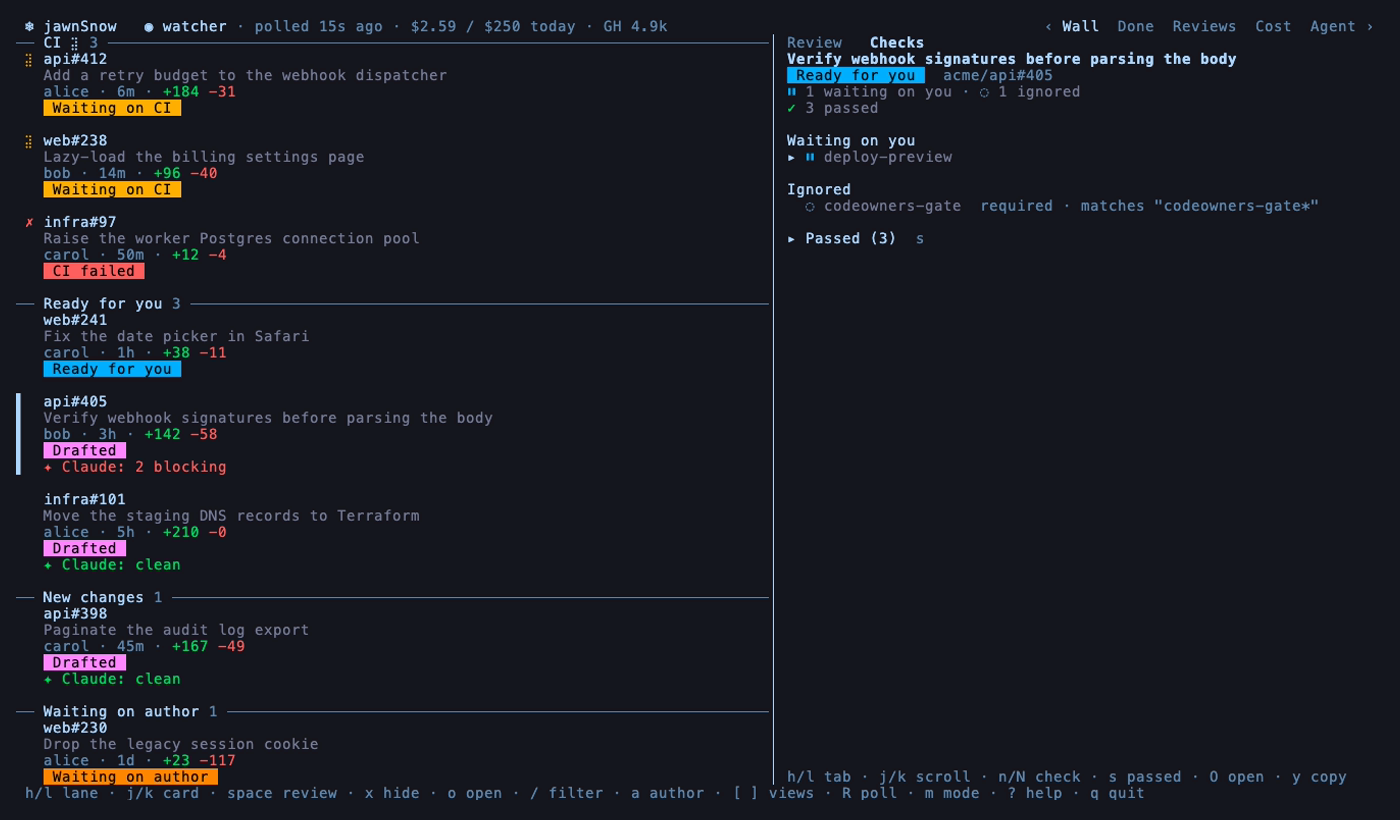 ❄ jawnSnow ◉ watcher · polled 15s ago · $2.59 / $250 today · GH 4.9k ‹ Wall Done Reviews Cost Agent ›
CI ⣻ 3
api#412
Add a retry budget to the webhook dispatcher
alice · 6m · +184 −31
Waiting on CI
web#238
Lazy-load the billing settings page
bob · 14m · +96 −40
Waiting on CI
✗ infra#97
Raise the worker Postgres connection pool
carol · 50m · +12 −4
CI failed
Ready for you 3
web#241
Fix the date picker in Safari
carol · 1h · +38 −11
Ready for you
api#405
Verify webhook signatures before parsing the body
bob · 3h · +142 −58
Drafted
✦ Claude: 2 blocking
infra#101
Move the staging DNS records to Terraform
alice · 5h · +210 −0
Drafted
✦ Claude: clean
New changes 1
api#398
Paginate the audit log export
carol · 45m · +167 −49
Drafted
✦ Claude: clean
Waiting on author 1
web#230
Drop the legacy session cookie
alice · 1d · +23 −117
Waiting on author
Review Checks
Verify webhook signatures before parsing the body
Ready for you acme/api#405
⏸ 1 waiting on you · ◌ 1 ignored
✓ 3 passed
Waiting on you
▸ ⏸ deploy-preview
Ignored
◌ codeowners-gate required · matches "codeowners-gate*"
▸ Passed (3) s
h/l tab · j/k scroll · n/N check · s passed · O open · y copy
h/l lane · j/k card · space review · x hide · o open · / filter · a author · [ ] views · R poll · m mode · ? help · q quit